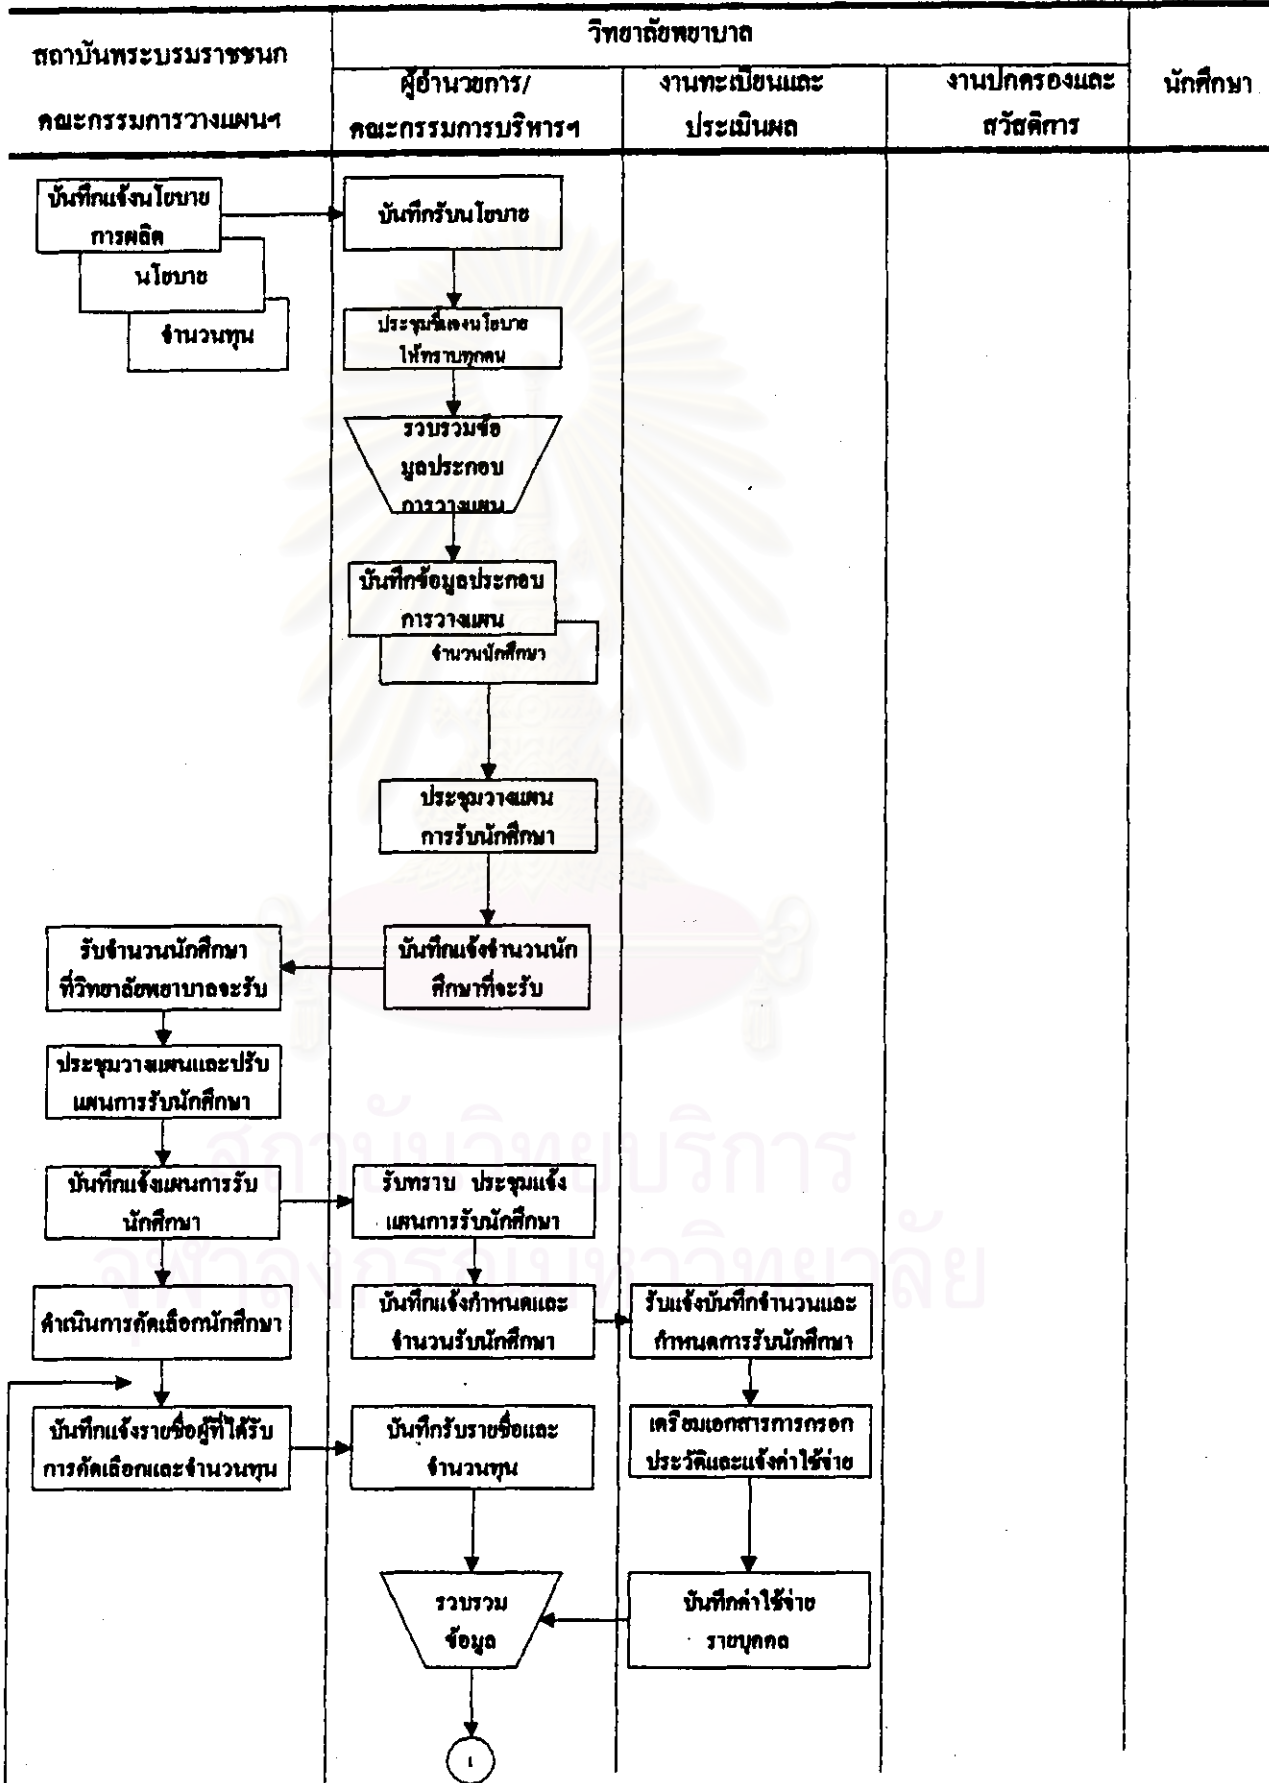 สถาบันพระบรมราชชนก
คณะกรรมการวางแผนฯ
วิทยาลัยพยาบาล
ผู้อำนวยการ/
คณะกรรมการบริหารฯ
งานทะเบียนและ
ประเมินผล
งานปกครองและ
สวัสดิการ
นักศึกษา
บันทึกแจ้งนโยบาย
การผลิต
นโยบาย
จำนวนทุน
บันทึกรับนโยบาย
ประชุมชี้แจงนโยบาย
ให้ทราบทุกคน
รวบรวมข้อ
มูลประกอบ
การวางแผน
บันทึกข้อมูลประกอบ
การวางแผน
จำนวนนักศึกษา
ประชุมวางแผน
การรับนักศึกษา
บันทึกแจ้งจำนวนนัก
ศึกษาที่จะรับ
รับจำนวนนักศึกษา
ที่วิทยาลัยพยาบาลจะรับ
ประชุมวางแผนและปรับ
แผนการรับนักศึกษา
บันทึกแจ้งแผนการรับ
นักศึกษา
รับทราบ ประชุมแจ้ง
แผนการรับนักศึกษา
ดำเนินการคัดเลือกนักศึกษา
บันทึกแจ้งกำหนดและ
จำนวนรับนักศึกษา
รับแจ้งบันทึกจำนวนและ
กำหนดการรับนักศึกษา
บันทึกแจ้งรายชื่อผู้ที่ได้รับ
การคัดเลือกและจำนวนทุน
บันทึกรับรายชื่อและ
จำนวนทุน
เตรียมเอกสารการกรอก
ประวัติและแจ้งค่าใช้จ่าย
รวบรวม
ข้อมูล
บันทึกค่าใช้จ่าย
รายบุคคล
1
สถาบันวิทยบริการ
จุฬาลงกรณ์มหาวิทยาลัย